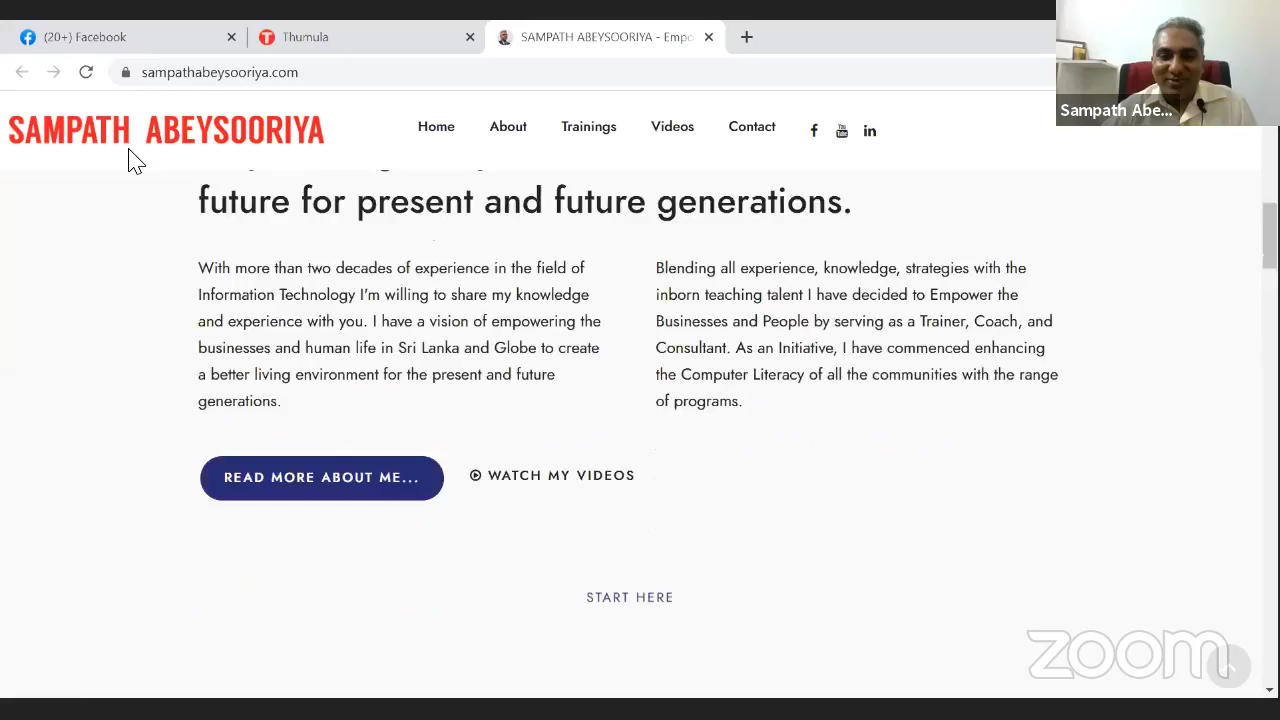 (20+) Facebook
Thumula
SAMPATH ABEYSOORIYA - Empo
sampathabeysooriya.com
Sampath Abe...
SAMPATH ABEYSOORIYA
Home
About
Trainings
Videos
Contact
future for present and future generations.
With more than two decades of experience in the field of
Information Technology I'm willing to share my knowledge
and experience with you. I have a vision of empowering the
businesses and human life in Sri Lanka and Globe to create
a better living environment for the present and future
generations.
Blending all experience, knowledge, strategies with the
inborn teaching talent I have decided to Empower the
Businesses and People by serving as a Trainer, Coach, and
Consultant. As an Initiative, I have commenced enhancing
the Computer Literacy of all the communities with the range
of programs.
READ MORE ABOUT ME...
WATCH MY VIDEOS
START HERE
zoom